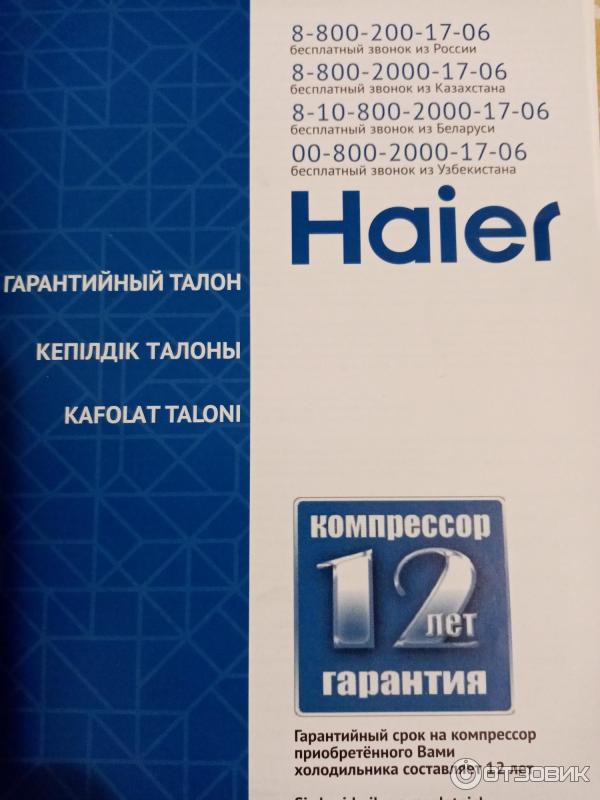 8-800-200-17-06
бесплатный звонок из России
8-800-2000-17-06
бесплатный звонок из Казахстана
8-10-800-2000-17-06
бесплатный звонок из Беларуси
00-800-2000-17-06
бесплатный звонок из Узбекистана
Haier
ГАРАНТИЙНЫЙ ТАЛОН
КЕПІЛДІК ТАЛОНЫ
KAFOLAT TALONI
компрессор
12 лет
гарантия
Гарантийный срок на компрессор
приобретённого Вами
холодильника составляет 12 лет
ОТЗОВИК